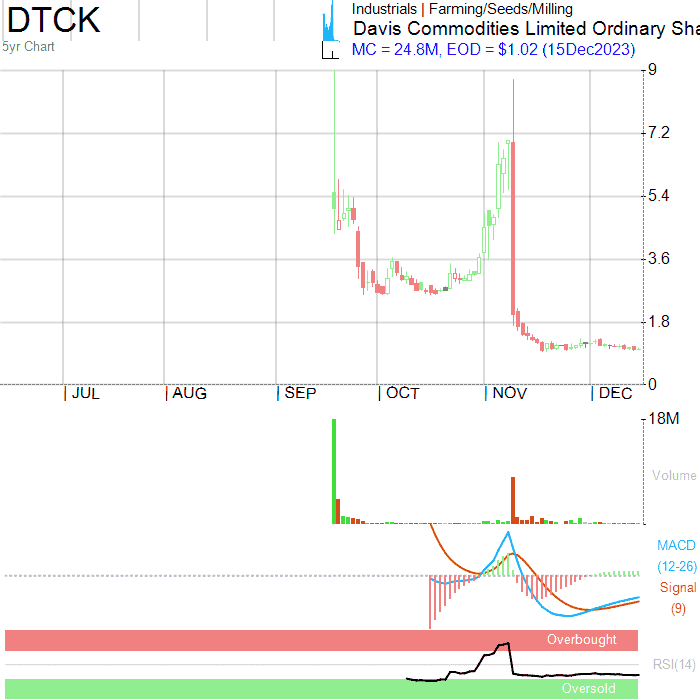 DTCK
5yr Chart
Industrials | Farming/Seeds/Milling
Davis Commodities Limited Ordinary Sha
MC = 24.8M, EOD = $1.02 (15Dec2023)
9
7.2
5.4
3.6
1.8
0
JUL AUG SEP OCT NOV DEC
18M
Volume
MACD
(12-26)
Signal
(9)
Overbought
RSI(14)
Oversold